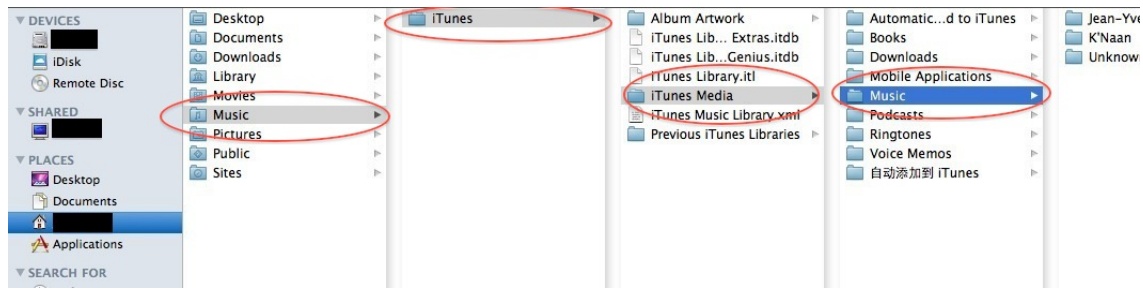 DEVICES
iDisk
Remote Disc
SHARED
PLACES
Desktop
Documents
Applications
SEARCH FOR
Desktop
Documents
Downloads
Library
Movies
Music
Pictures
Public
Sites
iTunes
Album Artwork
iTunes Lib... Extras.itdb
iTunes Lib...Genius.itdb
iTunes Library.itl
iTunes Media
iTunes Music Library.xml
Previous iTunes Libraries
Automatic...d to iTunes
Books
Downloads
Mobile Applications
Music
Podcasts
Ringtones
Voice Memos
自动添加到 iTunes
Jean-Yve
K'Naan
Unknown